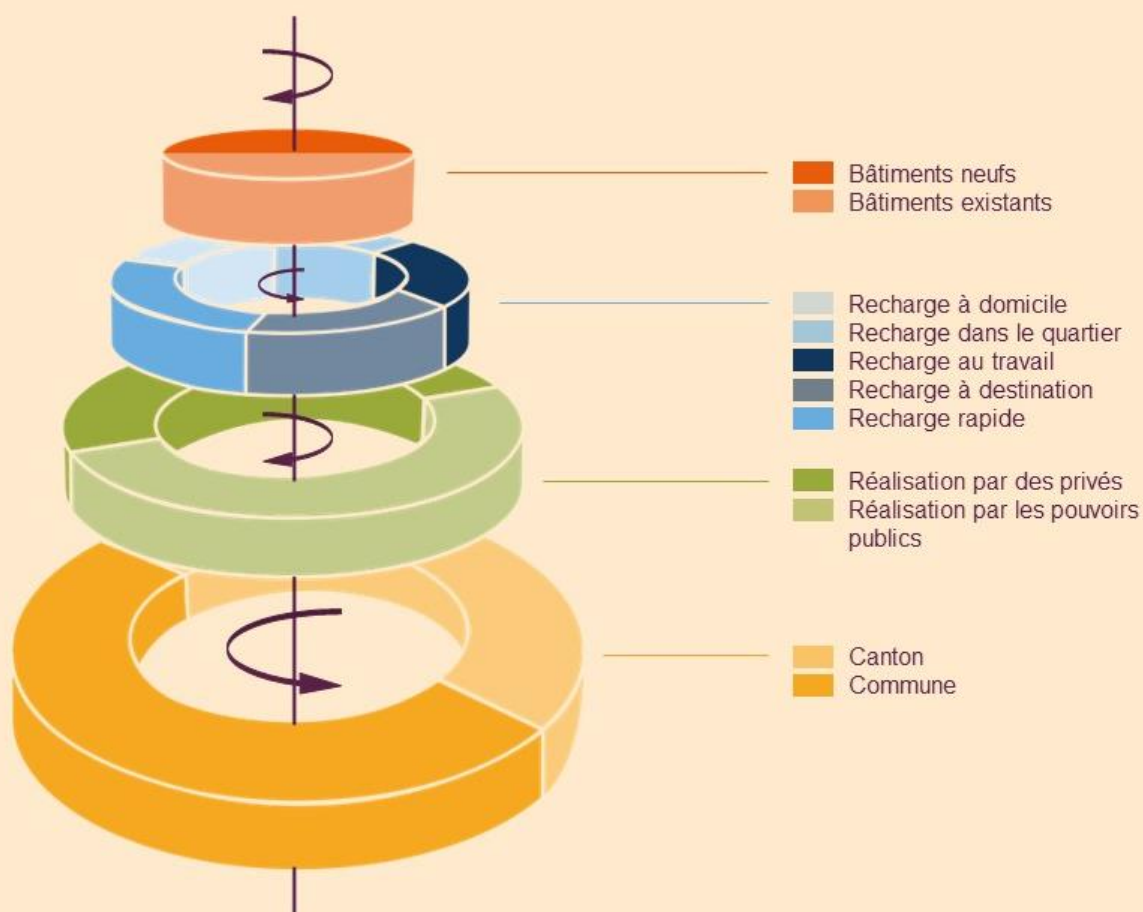 Bâtiments neufs
Bâtiments existants
Recharge à domicile
Recharge dans le quartier
Recharge au travail
Recharge à destination
Recharge rapide
Réalisation par des privés
Réalisation par les pouvoirs
publics
Canton
Commune